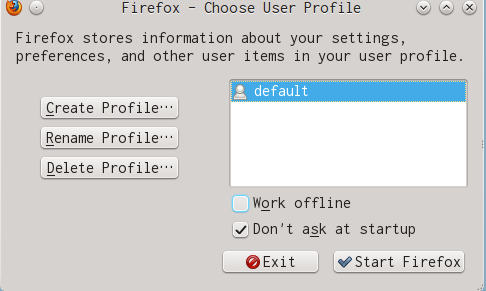 Firefox - Choose User Profile
Firefox stores information about your settings,
preferences, and other user items in your user profile.
default
Create Profile…
Rename Profile…
Delete Profile…
Work offline
Don't ask at startup
Exit
Start Firefox